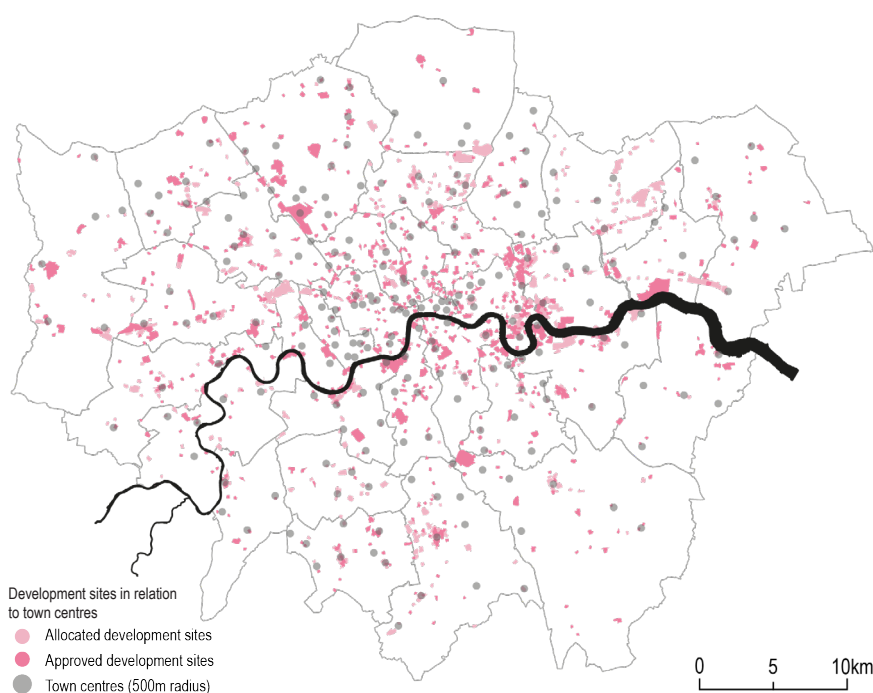 Development sites in relation
to town centres
Allocated development sites
Approved development sites
Town centres (500m radius)
0 5 10km